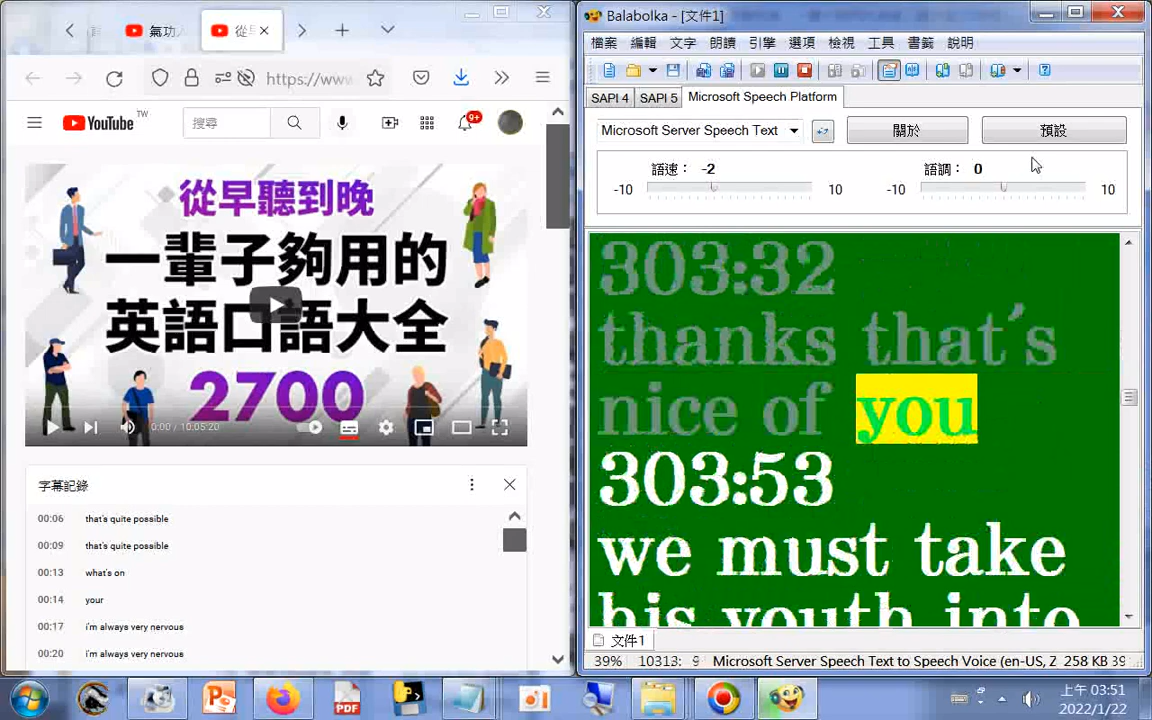 氣功
從
https://www
YouTube TW
搜尋
9+
從早聽到晚
一輩子夠用的
英語口語大全
2700
0:00 / 10:05:20
字幕記錄
00:06 that's quite possible
00:09 that's quite possible
00:13 what's on
00:14 your
00:17 i'm always very nervous
00:20 i'm always very nervous
Balabolka - [文件1]
檔案 編輯 文字 朗讀 引擎 選項 檢視 工具 書籤 說明
SAPI 4 SAPI 5 Microsoft Speech Platform
Microsoft Server Speech Text 關於 預設
語速： -2 語調： 0
-10 10 -10 10
303:32
thanks that's
nice of you
303:53
we must take
his youth into
文件1
39% 10313: 9 Microsoft Server Speech Text to Speech Voice (en-US, Z 258 KB 39
PDF
上午 03:51
2022/1/22